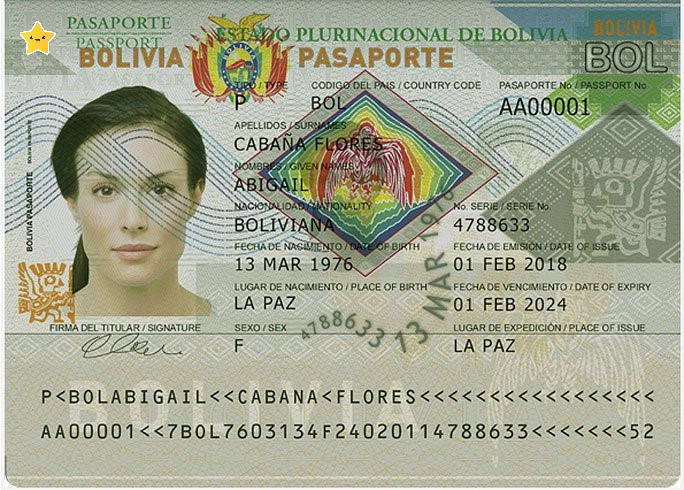 PASAPORTE
PASSPORT
ESTADO PLURINACIONAL DE BOLIVIA
BOLIVIA PASAPORTE
BOLIVIA
BOL
TIPO / TYPE
CODIGO DEL PAIS / COUNTRY CODE
PASAPORTE No / PASSPORT No
P
BOL
AA00001
APELLIDOS / SURNAMES
CABAÑA FLORES
NOMBRES / GIVEN NAMES
ABIGAIL
NACIONALIDAD / NATIONALITY
No. SERIE / SERIE No
BOLIVIANA
4788633
FECHA DE NACIMIENTO / DATE OF BIRTH
FECHA DE EMISIÓN / DATE OF ISSUE
13 MAR 1976
01 FEB 2018
LUGAR DE NACIMIENTO / PLACE OF BIRTH
FECHA DE VENCIMIENTO / DATE OF EXPIRY
LA PAZ
01 FEB 2024
FIRMA DEL TITULAR / SIGNATURE
SEXO / SEX
LUGAR DE EXPEDICIÓN / PLACE OF ISSUE
F
LA PAZ
4788633
13 MAR 1976
BOLIVIA PASAPORTE
BOLIVIA PASAPORTE
BOLIVIA
P<BOLABIGAIL<<CABANA<FLORES<<<<<<<<<<<<<<<<<
AA00001<<7BOL7603134F24020114788633<<<<<<<52